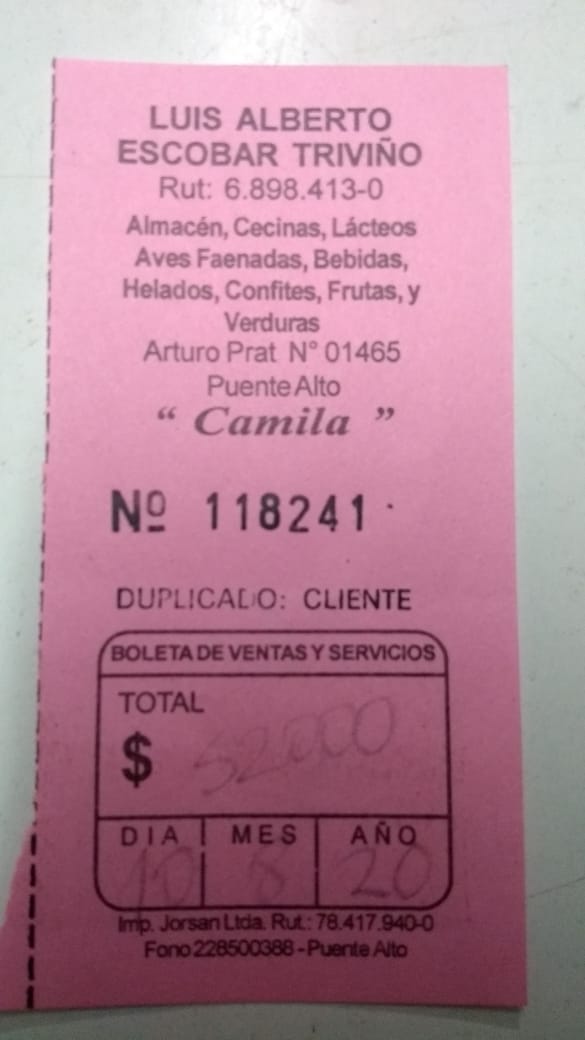 LUIS ALBERTO
ESCOBAR TRIVIÑO
Rut: 6.898.413-0
Almacén, Cecinas, Lácteos
Aves Faenadas, Bebidas,
Helados, Confites, Frutas, y
Verduras
Arturo Prat N° 01465
Puente Alto
“ Camila ”
Nº 118241
DUPLICADO: CLIENTE
BOLETA DE VENTAS Y SERVICIOS
TOTAL
$ 52000
DIA MES AÑO
10 8 20
Imp. Jorsan Ltda. Rut.: 78.417.940-0
Fono 228500388 - Puente Alto